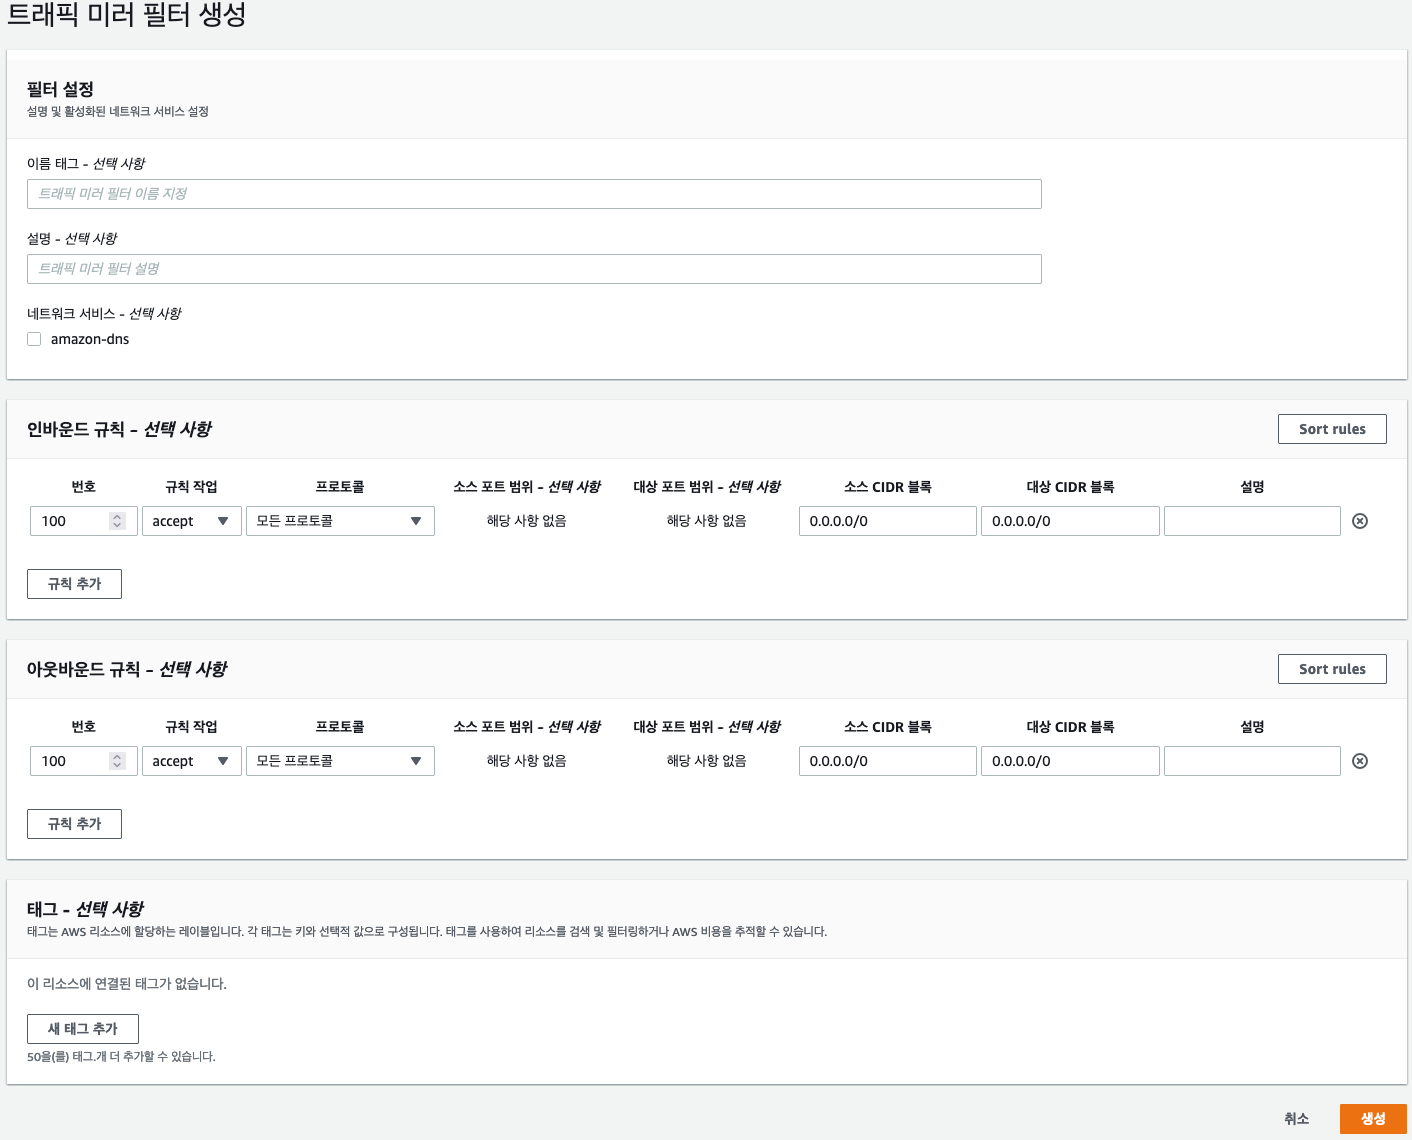 트래픽 미러 필터 생성
필터 설정
설명 및 활성화된 네트워크 서비스 설정
이름 태그 - 선택 사항
트래픽 미러 필터 이름 지정
설명 - 선택 사항
트래픽 미러 필터 설명
네트워크 서비스 - 선택 사항
amazon-dns
인바운드 규칙 - 선택 사항 Sort rules
번호 규칙 작업 프로토콜 소스 포트 범위 - 선택 사항 대상 포트 범위 - 선택 사항 소스 CIDR 블록 대상 CIDR 블록 설명
100 accept 모든 프로토콜 해당 사항 없음 해당 사항 없음 0.0.0.0/0 0.0.0.0/0
규칙 추가
아웃바운드 규칙 - 선택 사항 Sort rules
번호 규칙 작업 프로토콜 소스 포트 범위 - 선택 사항 대상 포트 범위 - 선택 사항 소스 CIDR 블록 대상 CIDR 블록 설명
100 accept 모든 프로토콜 해당 사항 없음 해당 사항 없음 0.0.0.0/0 0.0.0.0/0
규칙 추가
태그 - 선택 사항
태그는 AWS 리소스에 할당하는 레이블입니다. 각 태그는 키와 선택적 값으로 구성됩니다. 태그를 사용하여 리소스를 검색 및 필터링하거나 AWS 비용을 추적할 수 있습니다.
이 리소스에 연결된 태그가 없습니다.
새 태그 추가
50을(를) 태그.개 더 추가할 수 있습니다.
취소 생성